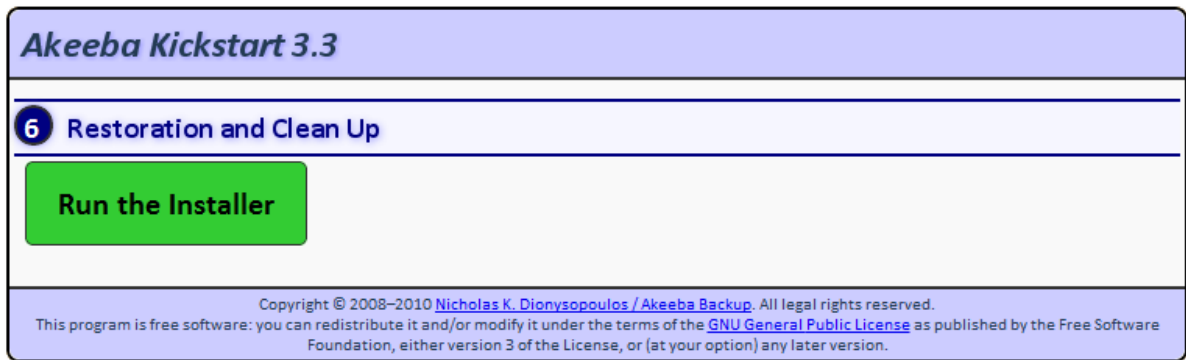 Akeeba Kickstart 3.3
6 Restoration and Clean Up
Run the Installer
Copyright © 2008–2010 Nicholas K. Dionysopoulos / Akeeba Backup. All legal rights reserved.
This program is free software: you can redistribute it and/or modify it under the terms of the GNU General Public License as published by the Free Software
Foundation, either version 3 of the License, or (at your option) any later version.